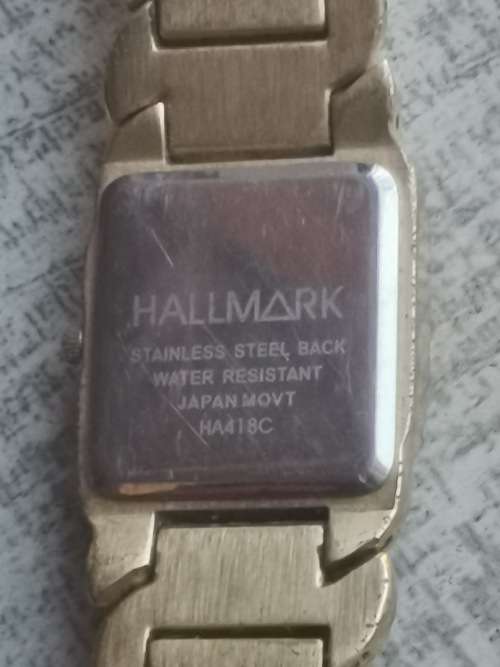 HALLMARK
STAINLESS STEEL BACK
WATER RESISTANT
JAPAN MOVT
HA418C